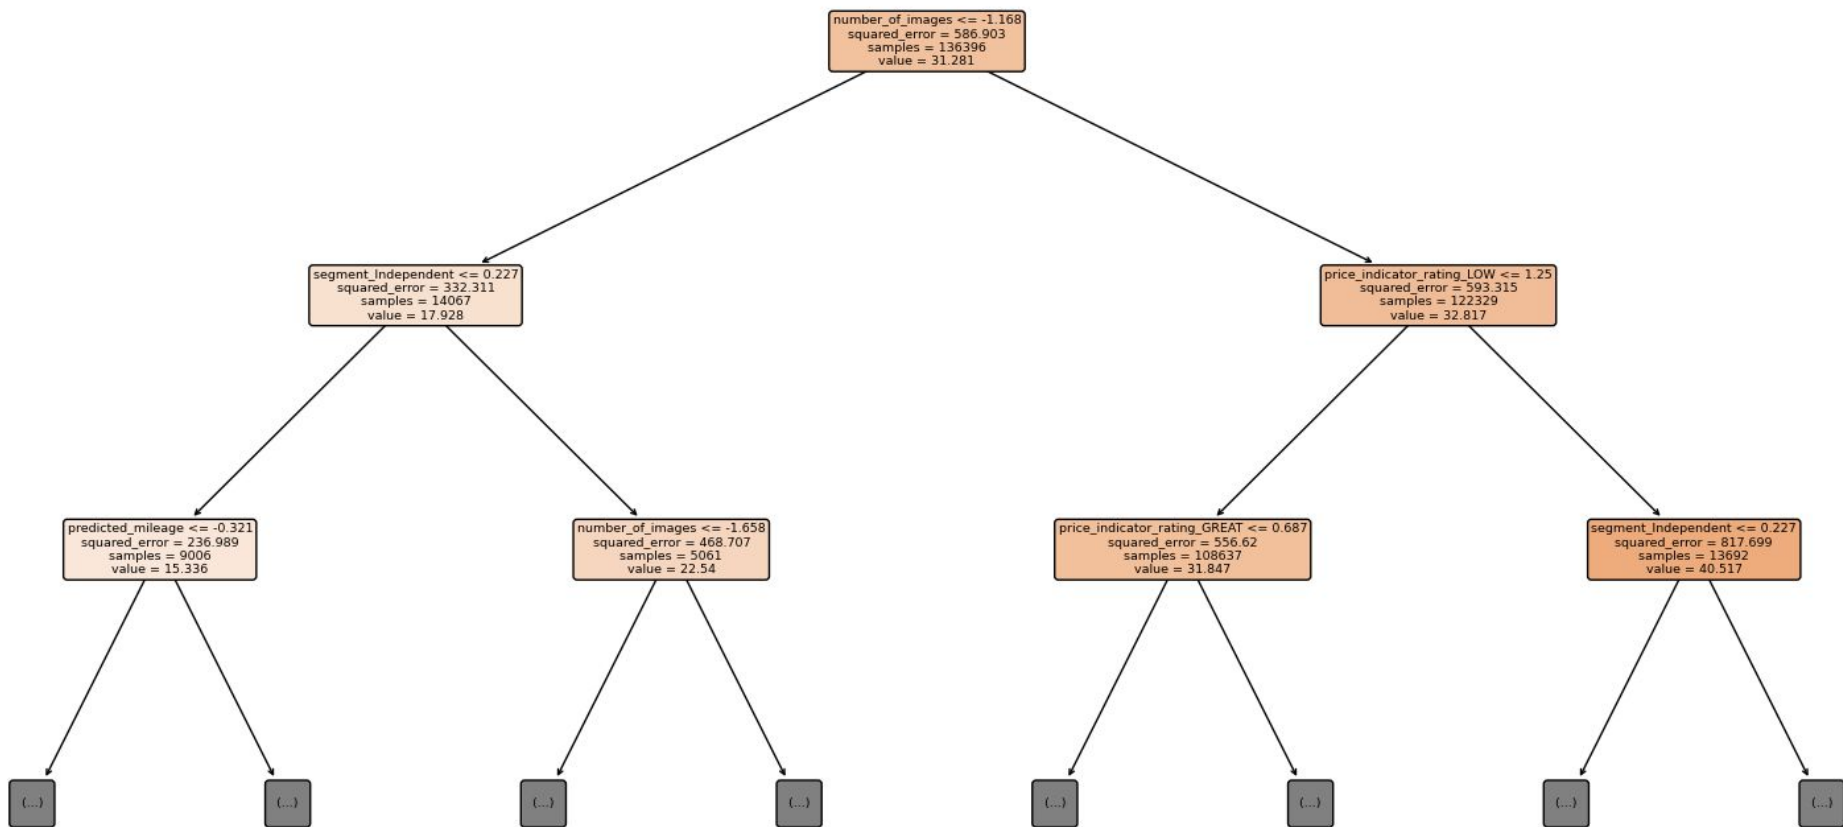 number_of_images <= -1.168
squared_error = 586.903
samples = 136396
value = 31.281
segment_Independent <= 0.227
squared_error = 332.311
samples = 14067
value = 17.928
price_indicator_rating_LOW <= 1.25
squared_error = 593.315
samples = 122329
value = 32.817
predicted_mileage <= -0.321
squared_error = 236.989
samples = 9006
value = 15.336
number_of_images <= -1.658
squared_error = 468.707
samples = 5061
value = 22.54
price_indicator_rating_GREAT <= 0.687
squared_error = 556.62
samples = 108637
value = 31.847
segment_Independent <= 0.227
squared_error = 817.699
samples = 13692
value = 40.517
(...)
(...)
(...)
(...)
(...)
(...)
(...)
(...)